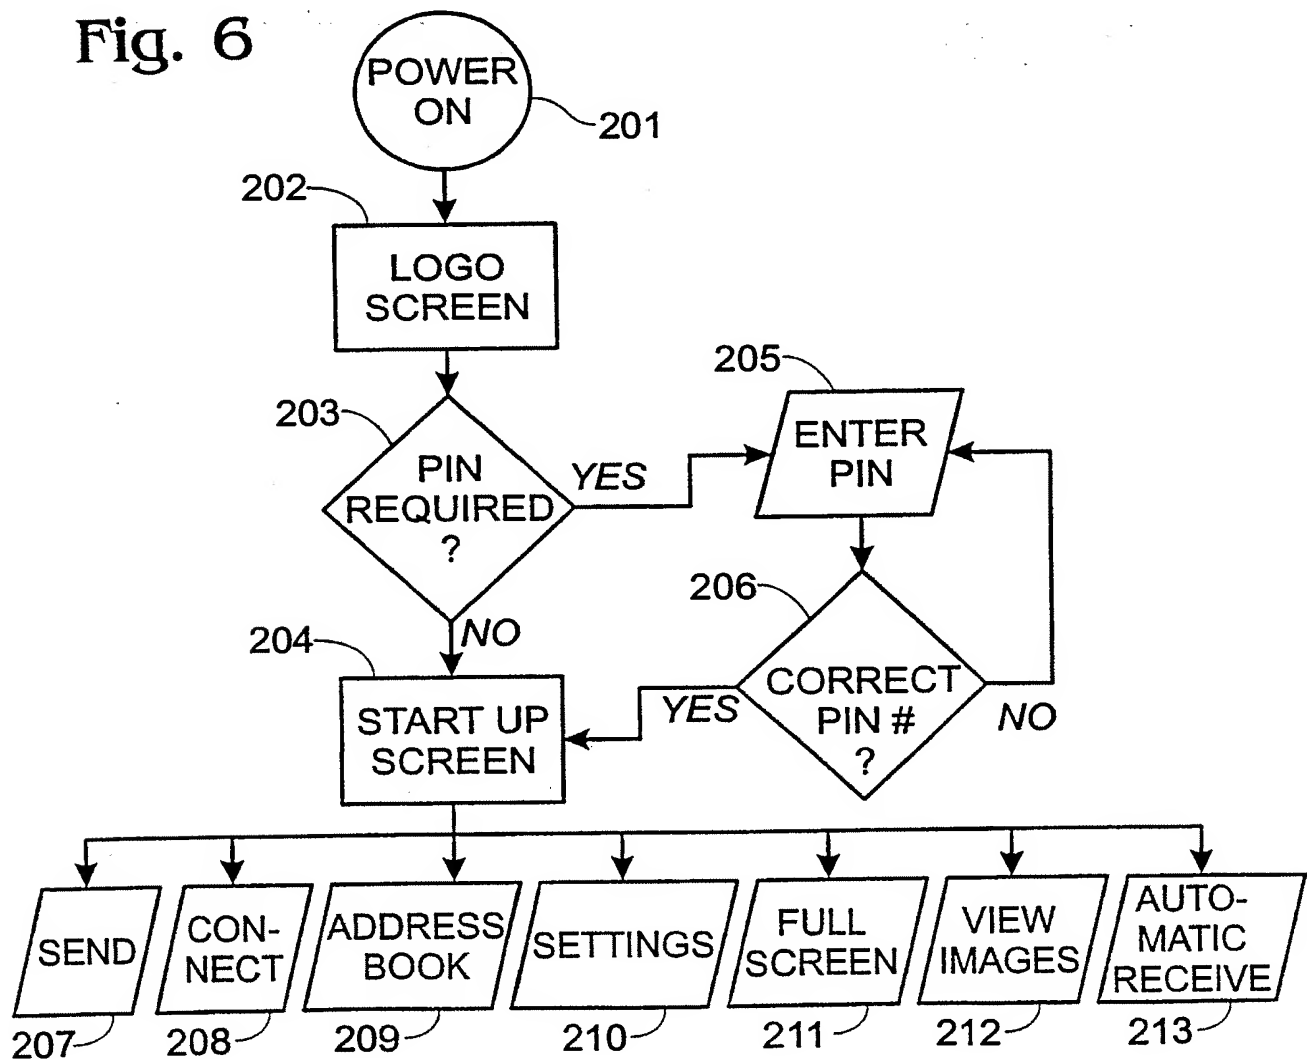 Fig. 6
POWER
ON
201
202
LOGO
SCREEN
203
PIN
REQUIRED
?
YES
NO
205
ENTER
PIN
206
CORRECT
PIN #
?
YES
NO
204
START UP
SCREEN
SEND
207
CON-
NECT
208
ADDRESS
BOOK
209
SETTINGS
210
FULL
SCREEN
211
VIEW
IMAGES
212
AUTO-
MATIC
RECEIVE
213